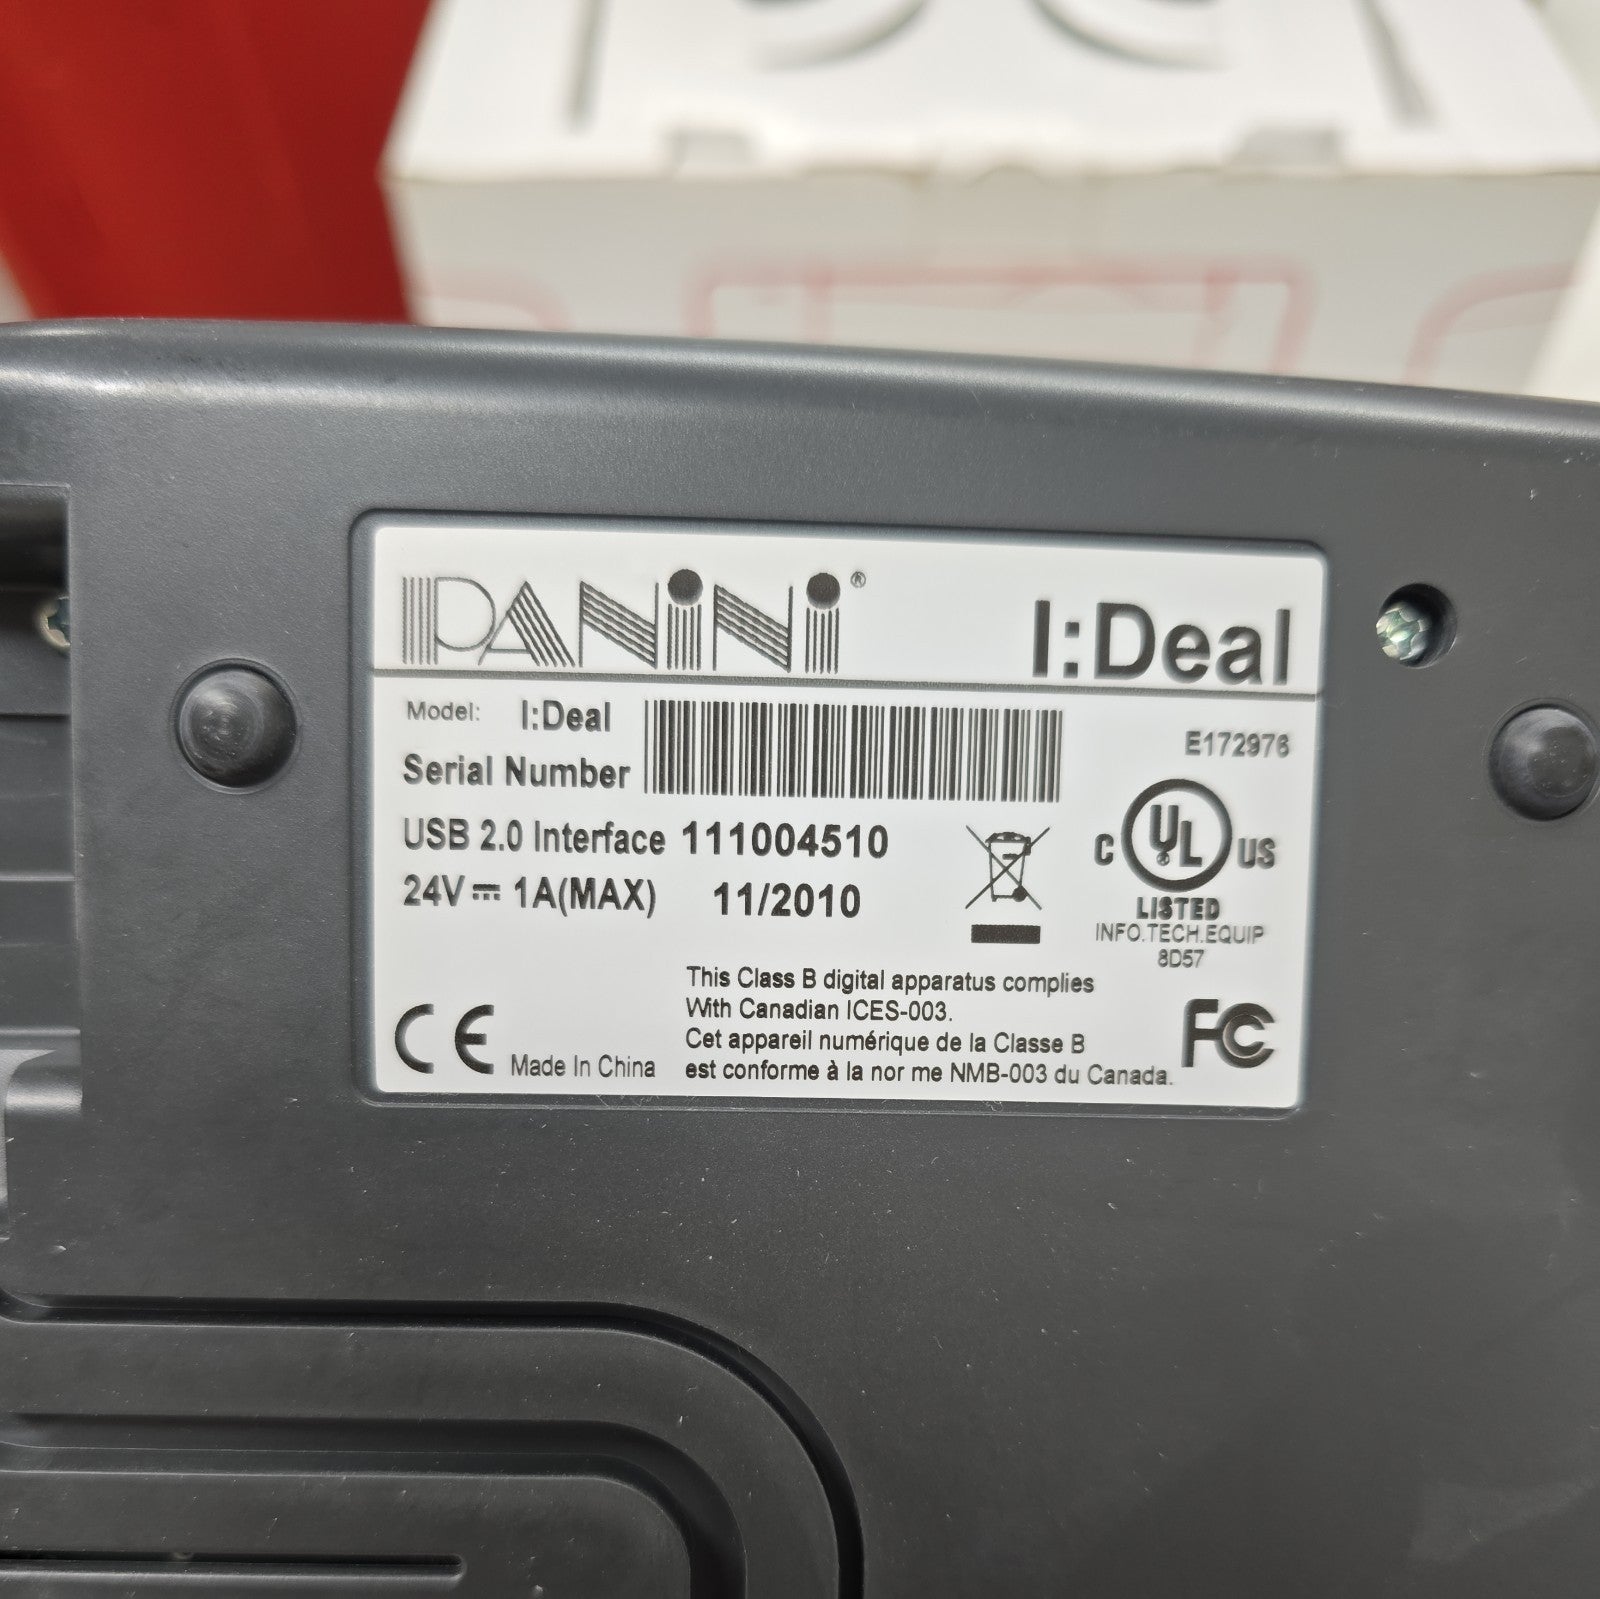 PANiNi®
I:Deal
Model: I:Deal
Serial Number
E172976
USB 2.0 Interface 111004510
24V 1A(MAX) 11/2010
C UL US
®
LISTED
INFO.TECH.EQUIP
8D57
This Class B digital apparatus complies
With Canadian ICES-003.
Cet appareil numérique de la Classe B
est conforme à la nor me NMB-003 du Canada.
CE Made In China
FC